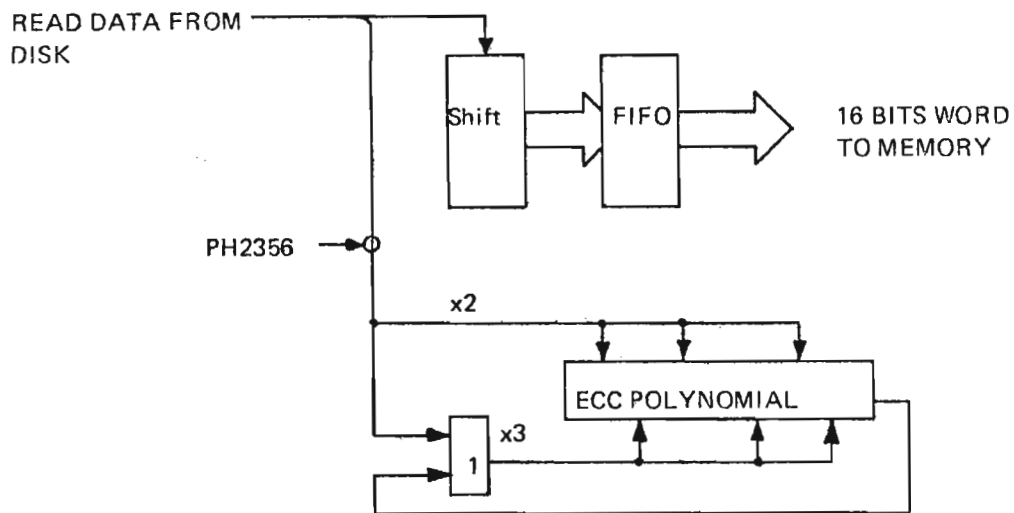 READ DATA FROM
DISK
Shift
FIFO
16 BITS WORD
TO MEMORY
PH2356
x2
ECC POLYNOMIAL
x3
1